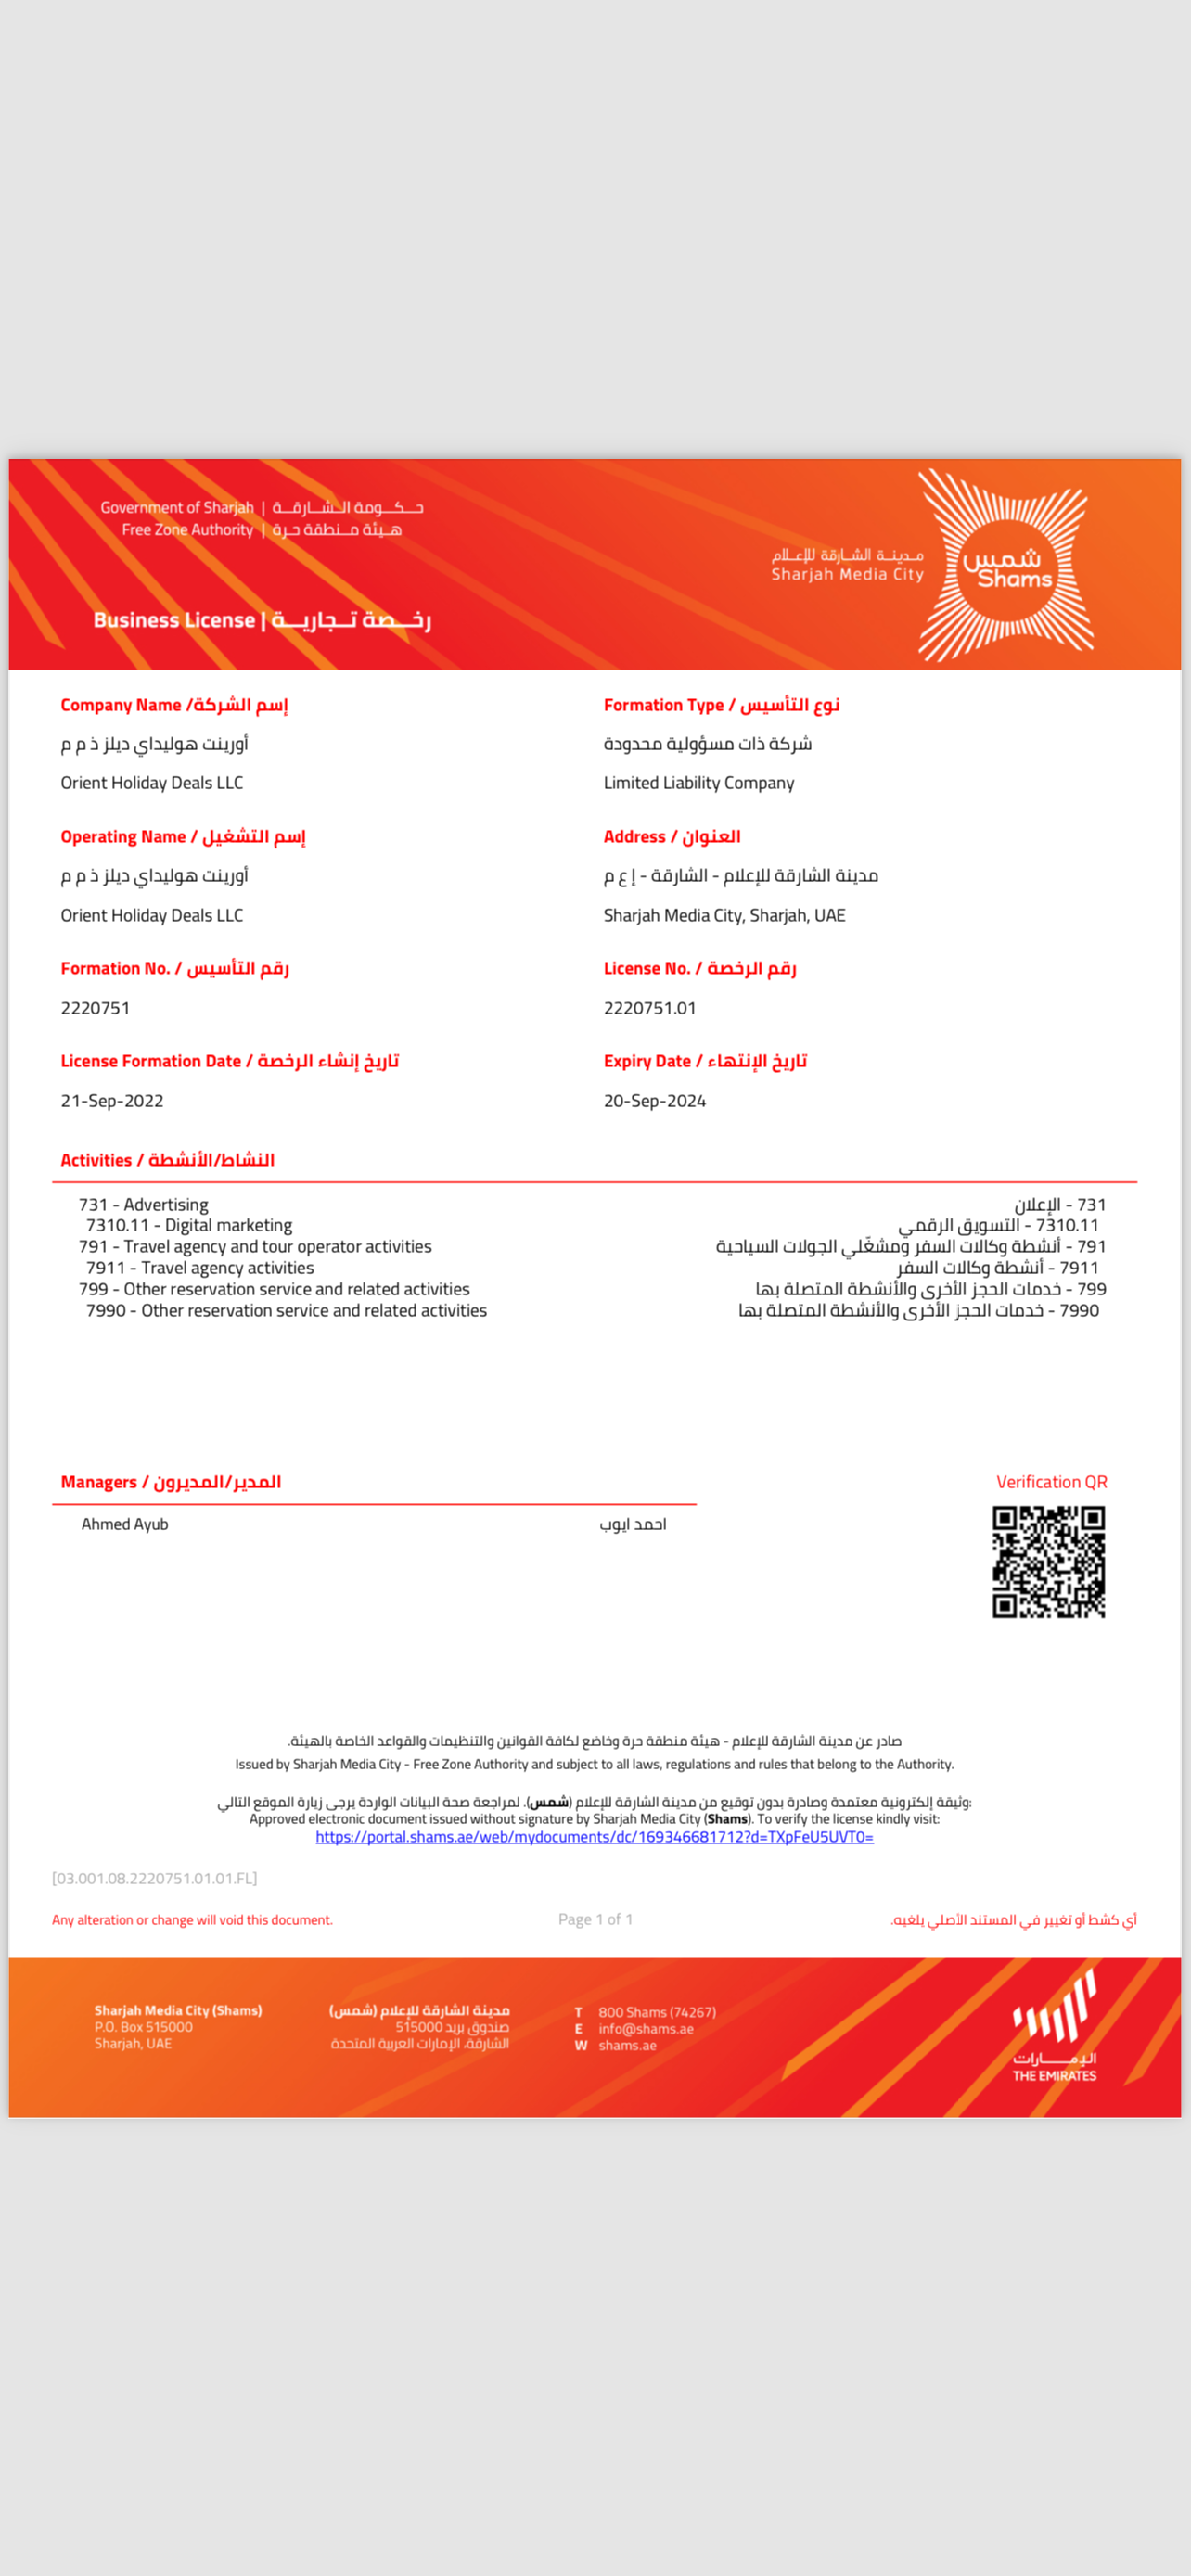 Government of Sharjah | حكومة الشارقة
Free Zone Authority | هيئة منطقة حرة
مدينة الشارقة للإعلام
Sharjah Media City
شمس
Shams
Business License | رخصة تجارية
Company Name /إسم الشركة
أورينت هوليداي ديلز ذ م م
Orient Holiday Deals LLC
Formation Type / نوع التأسيس
شركة ذات مسؤولية محدودة
Limited Liability Company
Operating Name / إسم التشغيل
أورينت هوليداي ديلز ذ م م
Orient Holiday Deals LLC
Address / العنوان
مدينة الشارقة للإعلام - الشارقة - إ ع م
Sharjah Media City, Sharjah, UAE
Formation No. / رقم التأسيس
2220751
License No. / رقم الرخصة
2220751.01
License Formation Date / تاريخ إنشاء الرخصة
21-Sep-2022
Expiry Date / تاريخ الإنتهاء
20-Sep-2024
Activities / النشاط/الأنشطة
731 - Advertising
7310.11 - Digital marketing
791 - Travel agency and tour operator activities
7911 - Travel agency activities
799 - Other reservation service and related activities
7990 - Other reservation service and related activities
731 - الإعلان
7310.11 - التسويق الرقمي
791 - أنشطة وكالات السفر ومشغّلي الجولات السياحية
7911 - أنشطة وكالات السفر
799 - خدمات الحجز الأخرى والأنشطة المتصلة بها
7990 - خدمات الحجز الأخرى والأنشطة المتصلة بها
Managers / المدير/المديرون
Ahmed Ayub
احمد ايوب
Verification QR
صادر عن مدينة الشارقة للإعلام - هيئة منطقة حرة وخاضع لكافة القوانين والتنظيمات والقواعد الخاصة بالهيئة.
Issued by Sharjah Media City - Free Zone Authority and subject to all laws, regulations and rules that belong to the Authority.
وثيقة إلكترونية معتمدة وصادرة بدون توقيع من مدينة الشارقة للإعلام (شمس). لمراجعة صحة البيانات الواردة يرجى زيارة الموقع التالي:
Approved electronic document issued without signature by Sharjah Media City (Shams). To verify the license kindly visit:
https://portal.shams.ae/web/mydocuments/dc/169346681712?d=TXpFeU5UVT0=
[03.001.08.2220751.01.01.FL]
Any alteration or change will void this document.
Page 1 of 1
أي كشط أو تغيير في المستند الأصلي يلغيه.
Sharjah Media City (Shams)
P.O. Box 515000
Sharjah, UAE
مدينة الشارقة للإعلام (شمس)
صندوق بريد 515000
الشارقة، الإمارات العربية المتحدة
T 800 Shams (74267)
E info@shams.ae
W shams.ae
الإمارات
THE EMIRATES